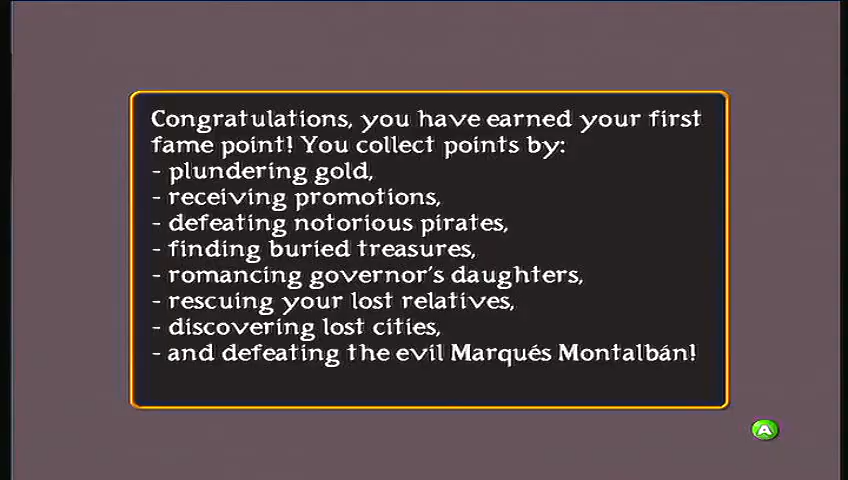 Congratulations, you have earned your first
fame point! You collect points by:
- plundering gold,
- receiving promotions,
- defeating notorious pirates,
- finding buried treasures,
- romancing governor's daughters,
- rescuing your lost relatives,
- discovering lost cities,
- and defeating the evil Marqués Montalbán!
A